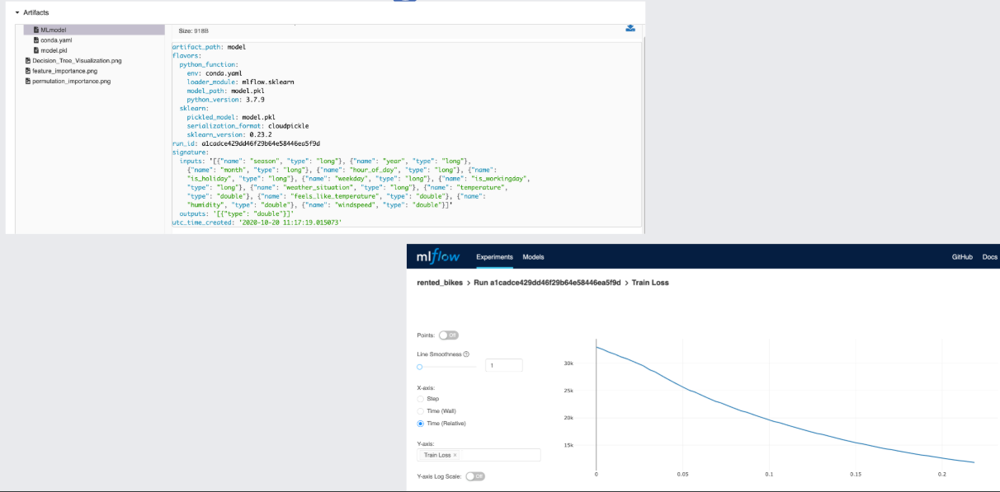 Artifacts
MLmodel
conda.yaml
model.pkl
Decision_Tree_Visualization.png
feature_importance.png
permutation_importance.png
Size: 918B
artifact_path: model
flavors:
  python_function:
    env: conda.yaml
    loader_module: mlflow.sklearn
    model_path: model.pkl
    python_version: 3.7.9
  sklearn:
    pickled_model: model.pkl
    serialization_format: cloudpickle
    sklearn_version: 0.23.2
run_id: a1cadce429dd46f29b64e58446ea5f9d
signature:
  inputs: '[{"name": "season", "type": "long"}, {"name": "year", "type": "long"},
    {"name": "month", "type": "long"}, {"name": "hour_of_day", "type": "long"}, {"name":
    "is_holiday", "type": "long"}, {"name": "weekday", "type": "long"}, {"name": "is_workingday",
    "type": "long"}, {"name": "weather_situation", "type": "long"}, {"name": "temperature",
    "type": "double"}, {"name": "feels_like_temperature", "type": "double"}, {"name":
    "humidity", "type": "double"}, {"name": "windspeed", "type": "double"}]'
  outputs: '[{"type": "double"}]'
utc_time_created: '2020-10-20 11:17:19.015073'
mlflow Experiments Models GitHub Docs
rented_bikes > Run a1cadce429dd46f29b64e58446ea5f9d > Train Loss
Points: Off
Line Smoothness ?
1
X-axis:
Step
Time (Wall)
Time (Relative)
Y-axis:
Train Loss ×
Y-axis Log Scale: Off
30k
25k
20k
15k
0 0.05 0.1 0.15 0.2